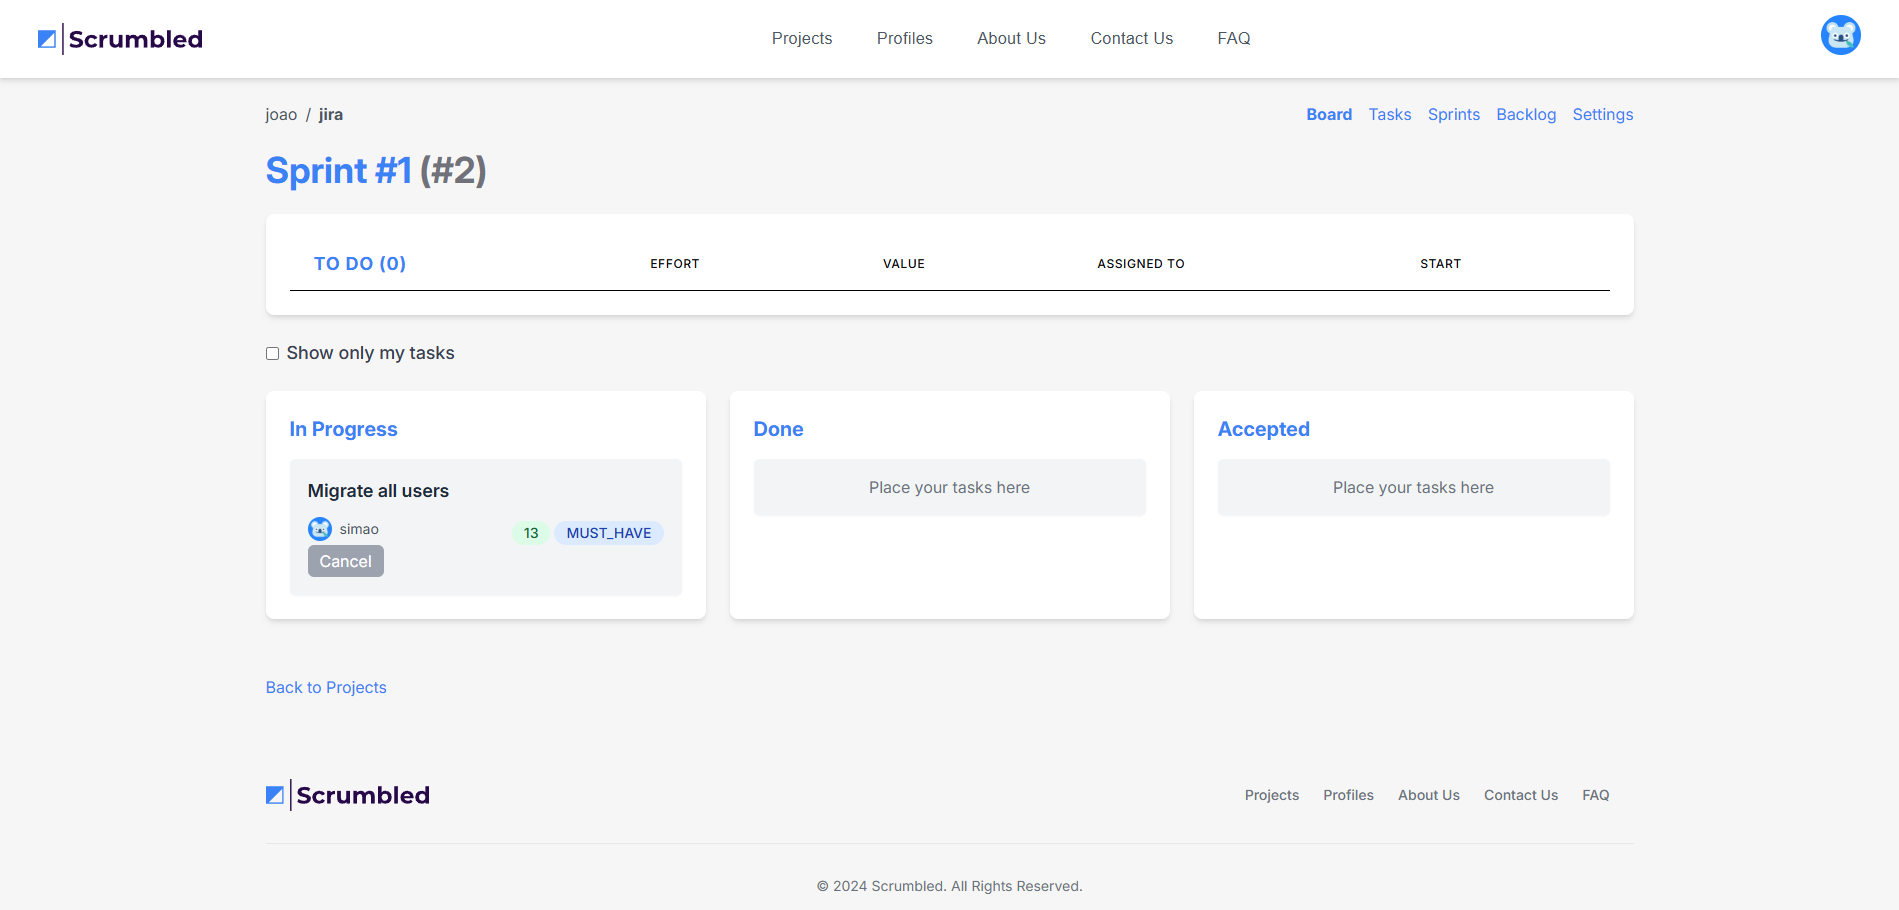 Scrumbled
Projects Profiles About Us Contact Us FAQ
joao / jira
Board Tasks Sprints Backlog Settings
Sprint #1 (#2)
TO DO (0) EFFORT VALUE ASSIGNED TO START
Show only my tasks
In Progress
Migrate all users
simao
13 MUST_HAVE
Cancel
Done
Place your tasks here
Accepted
Place your tasks here
Back to Projects
Scrumbled
Projects Profiles About Us Contact Us FAQ
© 2024 Scrumbled. All Rights Reserved.